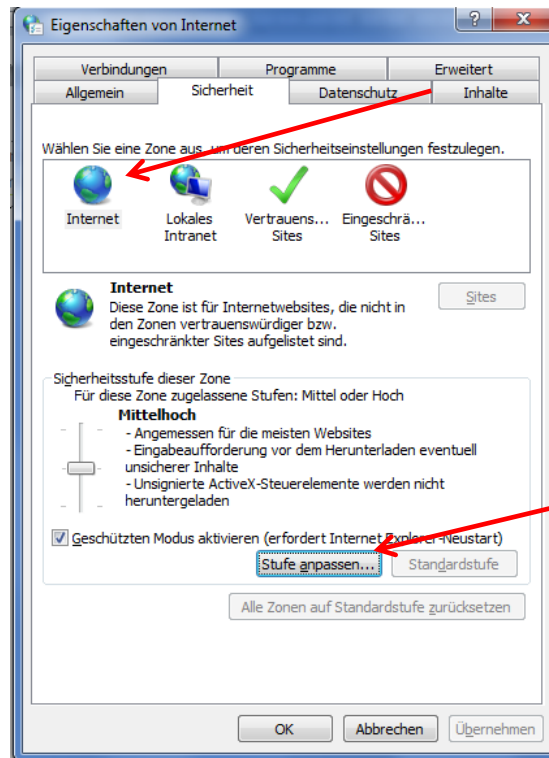 Eigenschaften von Internet
Verbindungen Programme Erweitert
Allgemein Sicherheit Datenschutz Inhalte
Wählen Sie eine Zone aus, um deren Sicherheitseinstellungen festzulegen.
Internet Lokales Intranet Vertrauens... Sites Eingeschrä... Sites
Internet
Diese Zone ist für Internetwebsites, die nicht in
den Zonen vertrauenswürdiger bzw.
eingeschränkter Sites aufgelistet sind.
Sites
Sicherheitsstufe dieser Zone
Für diese Zone zugelassene Stufen: Mittel oder Hoch
Mittelhoch
- Angemessen für die meisten Websites
- Eingabeaufforderung vor dem Herunterladen eventuell
unsicherer Inhalte
- Unsignierte ActiveX-Steuerelemente werden nicht
heruntergeladen
Geschützten Modus aktivieren (erfordert Internet Explorer-Neustart)
Stufe anpassen... Standardstufe
Alle Zonen auf Standardstufe zurücksetzen
OK Abbrechen Übernehmen